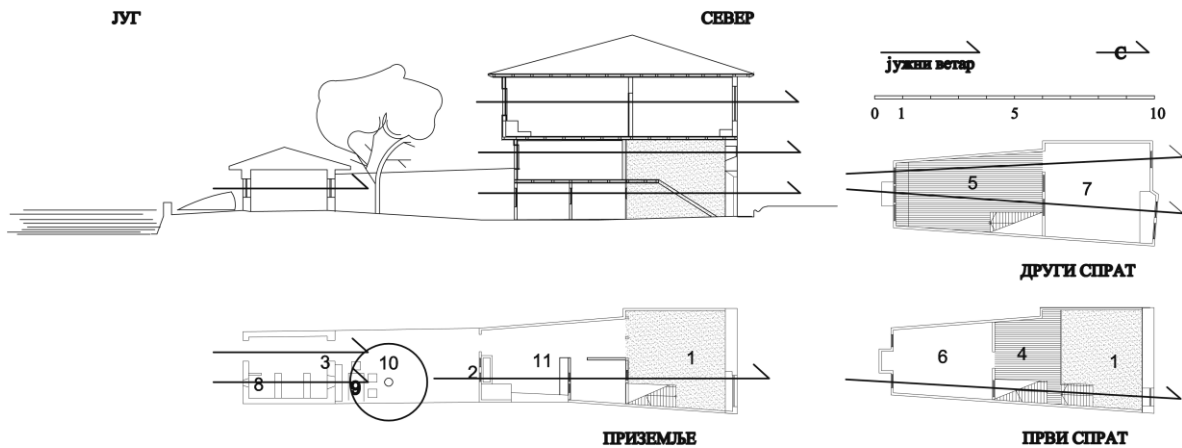 ЈУГ
СЕВЕР
јужни ветар
С
0 1 5 10
5
7
ДРУГИ СПРАТ
8
3
9
10
2
11
1
6
4
1
ПРИЗЕМЉЕ
ПРВИ СПРАТ